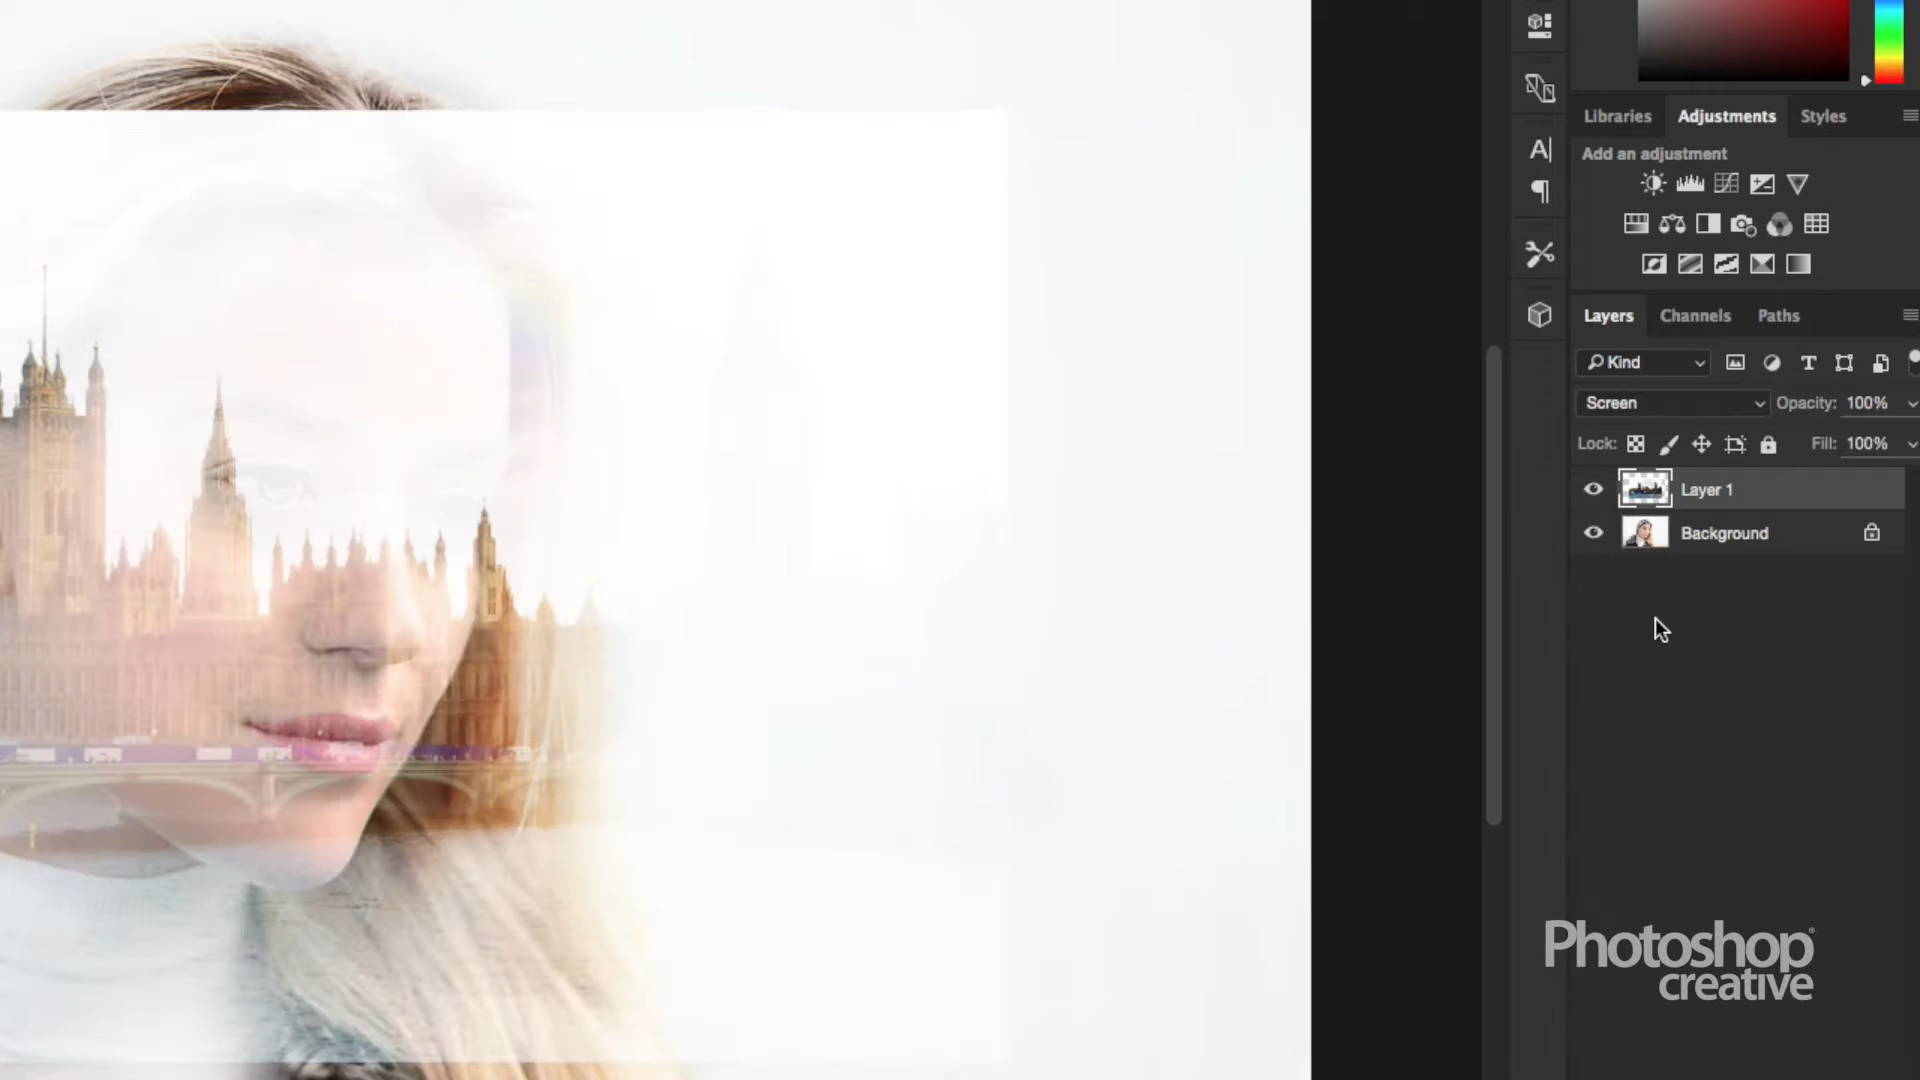 Libraries Adjustments Styles
Add an adjustment
Layers Channels Paths
Kind
Screen Opacity: 100%
Lock: Fill: 100%
Layer 1
Background
Photoshop®
creative